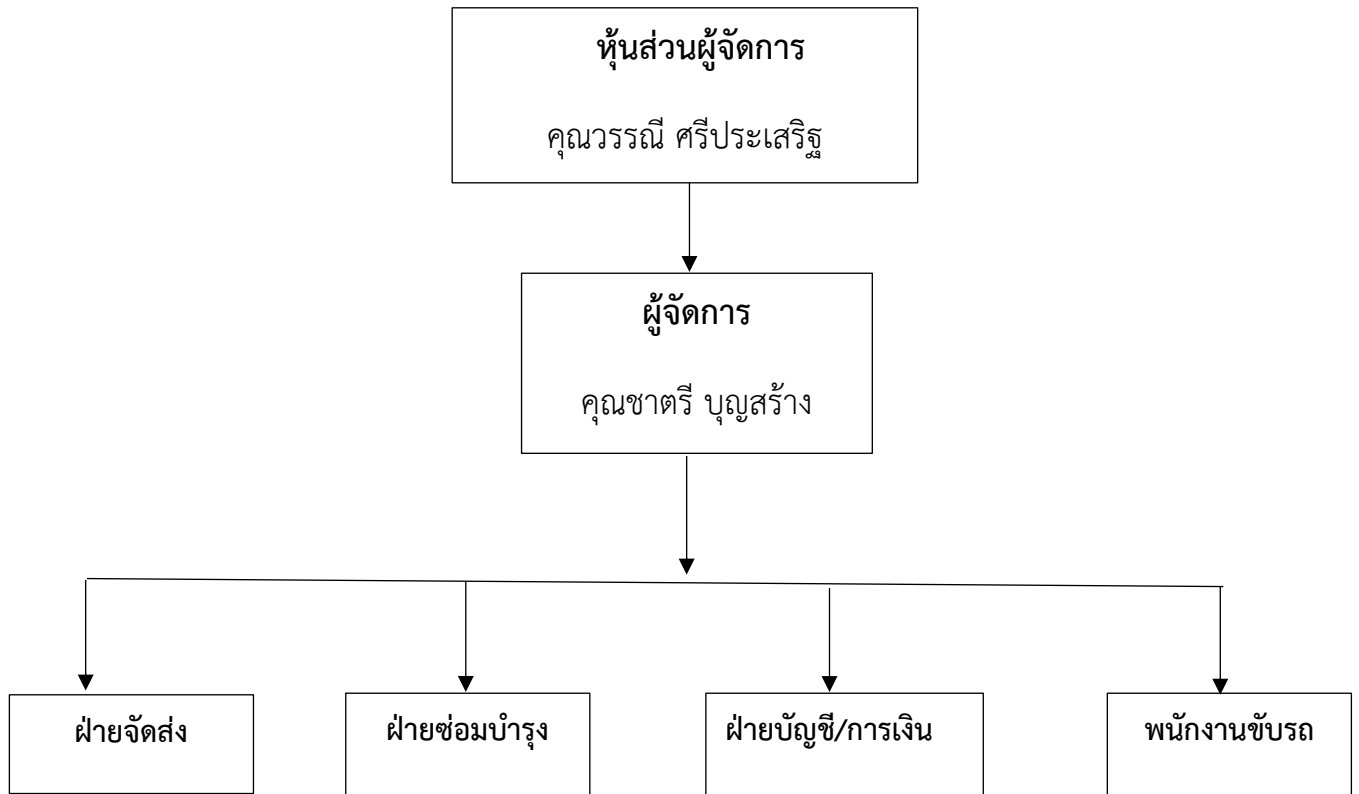 หุ้นส่วนผู้จัดการ
คุณวรรณี ศรีประเสริฐ
ผู้จัดการ
คุณชาตรี บุญสร้าง
ฝ่ายจัดส่ง
ฝ่ายซ่อมบำรุง
ฝ่ายบัญชี/การเงิน
พนักงานขับรถ